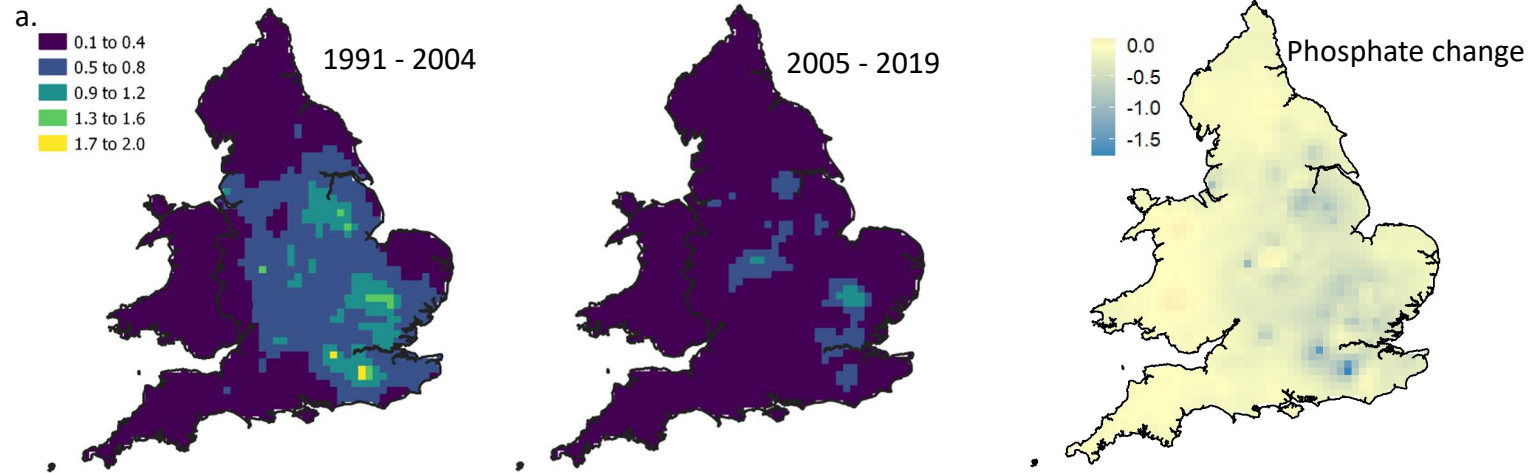 a.
0.1 to 0.4
0.5 to 0.8
0.9 to 1.2
1.3 to 1.6
1.7 to 2.0
1991 - 2004
2005 - 2019
0.0
-0.5
-1.0
-1.5
Phosphate change